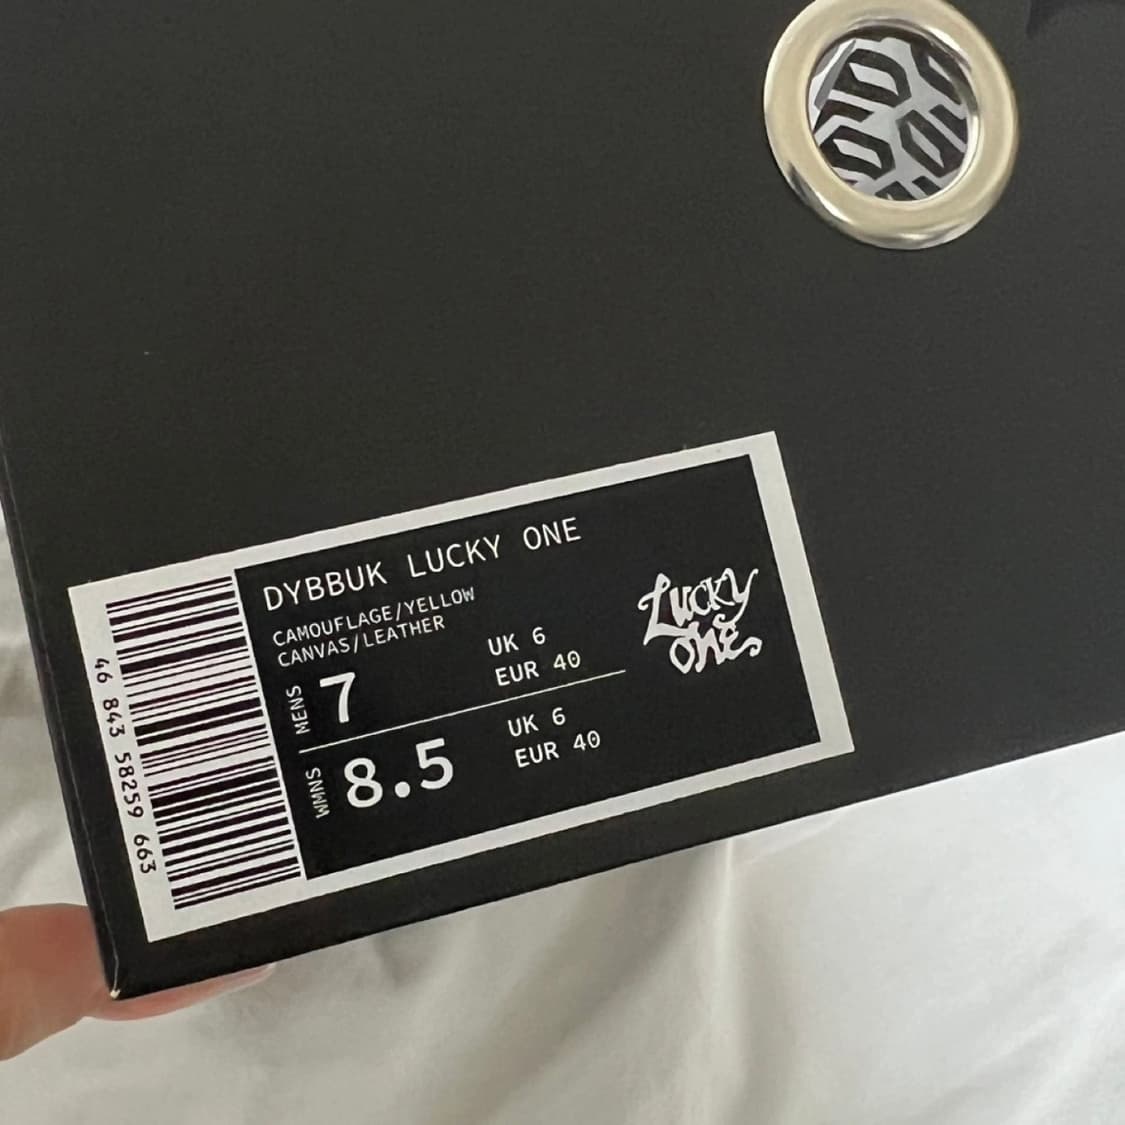 DYBBUK LUCKY ONE
CAMOUFLAGE/YELLOW
CANVAS/LEATHER
MENS 7
UK 6
EUR 40
WMNS 8.5
UK 6
EUR 40
Lucky
One
46 843 58259 663